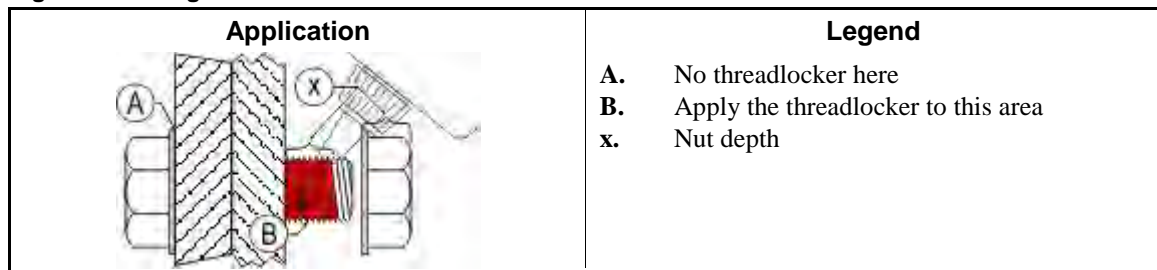 Application
Legend
A. No threadlocker here
B. Apply the threadlocker to this area
x. Nut depth
A
X
B